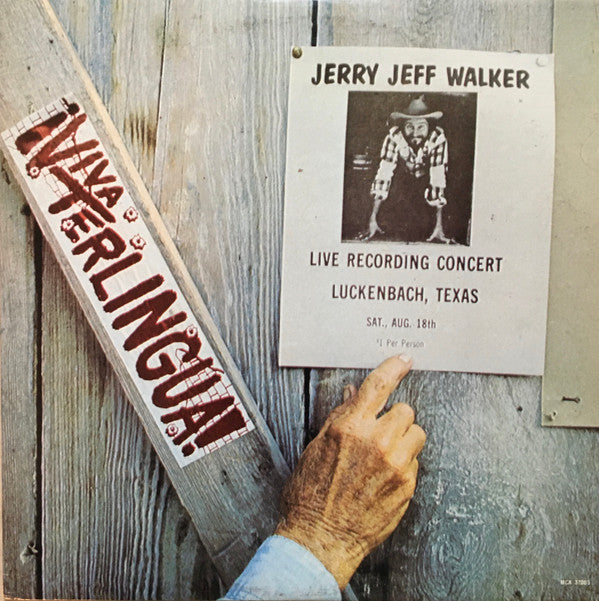 ¡VIVA
TERLINGUA!
JERRY JEFF WALKER
LIVE RECORDING CONCERT
LUCKENBACH, TEXAS
SAT., AUG. 18th
$1 Per Person